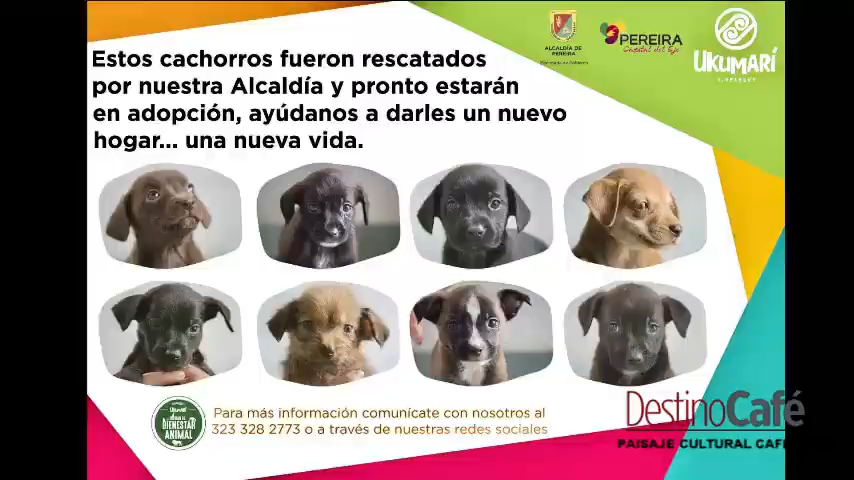 Estos cachorros fueron rescatados
por nuestra Alcaldía y pronto estarán
en adopción, ayúdanos a darles un nuevo
hogar... una nueva vida.
ALCALDÍA DE
PEREIRA
PEREIRA
Capital del Eje
UKUMARÍ
UKUMARÍ
BIENESTAR
ANIMAL
Para más información comunícate con nosotros al
323 328 2773 o a través de nuestras redes sociales
DestinoCafé
PAISAJE CULTURAL CAF